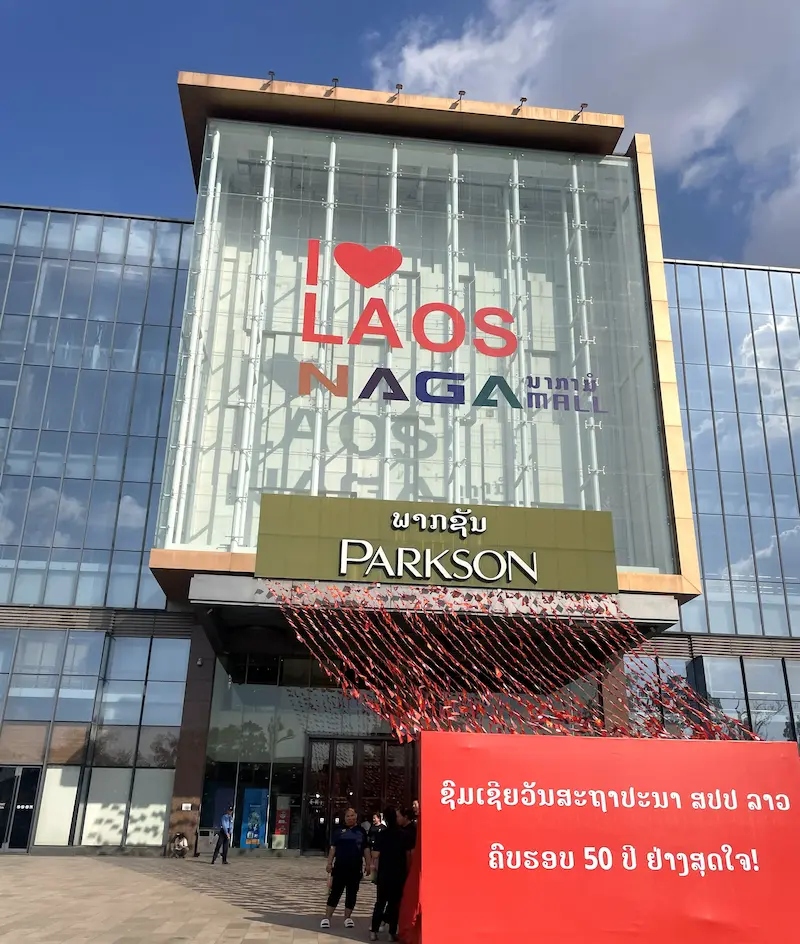 I ♥
LAOS
NAGA ນາກາມໍ MALL
ພາກຊັນ
PARKSON
ຊົມເຊີຍວັນສະຖາປະນາ ສປປ ລາວ
ຄົບຮອບ 50 ປີ ຢ່າງສຸດໃຈ!